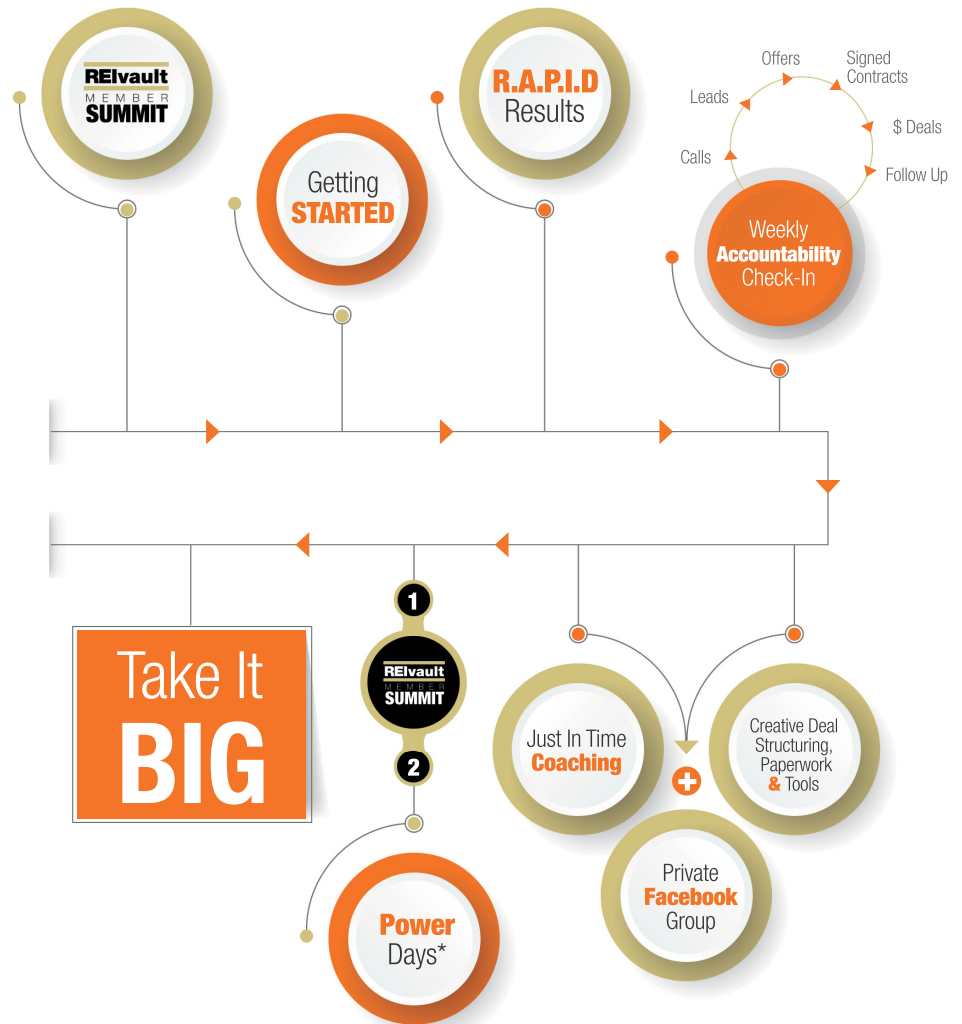 REIvault
MEMBER
SUMMIT
Getting
STARTED
R.A.P.I.D
Results
Calls
Leads
Offers
Signed
Contracts
$ Deals
Follow Up
Weekly
Accountability
Check-In
Just In Time
Coaching
Creative Deal
Structuring,
Paperwork
& Tools
Private
Facebook
Group
1
REIvault
MEMBER
SUMMIT
2
Power
Days*
Take It
BIG